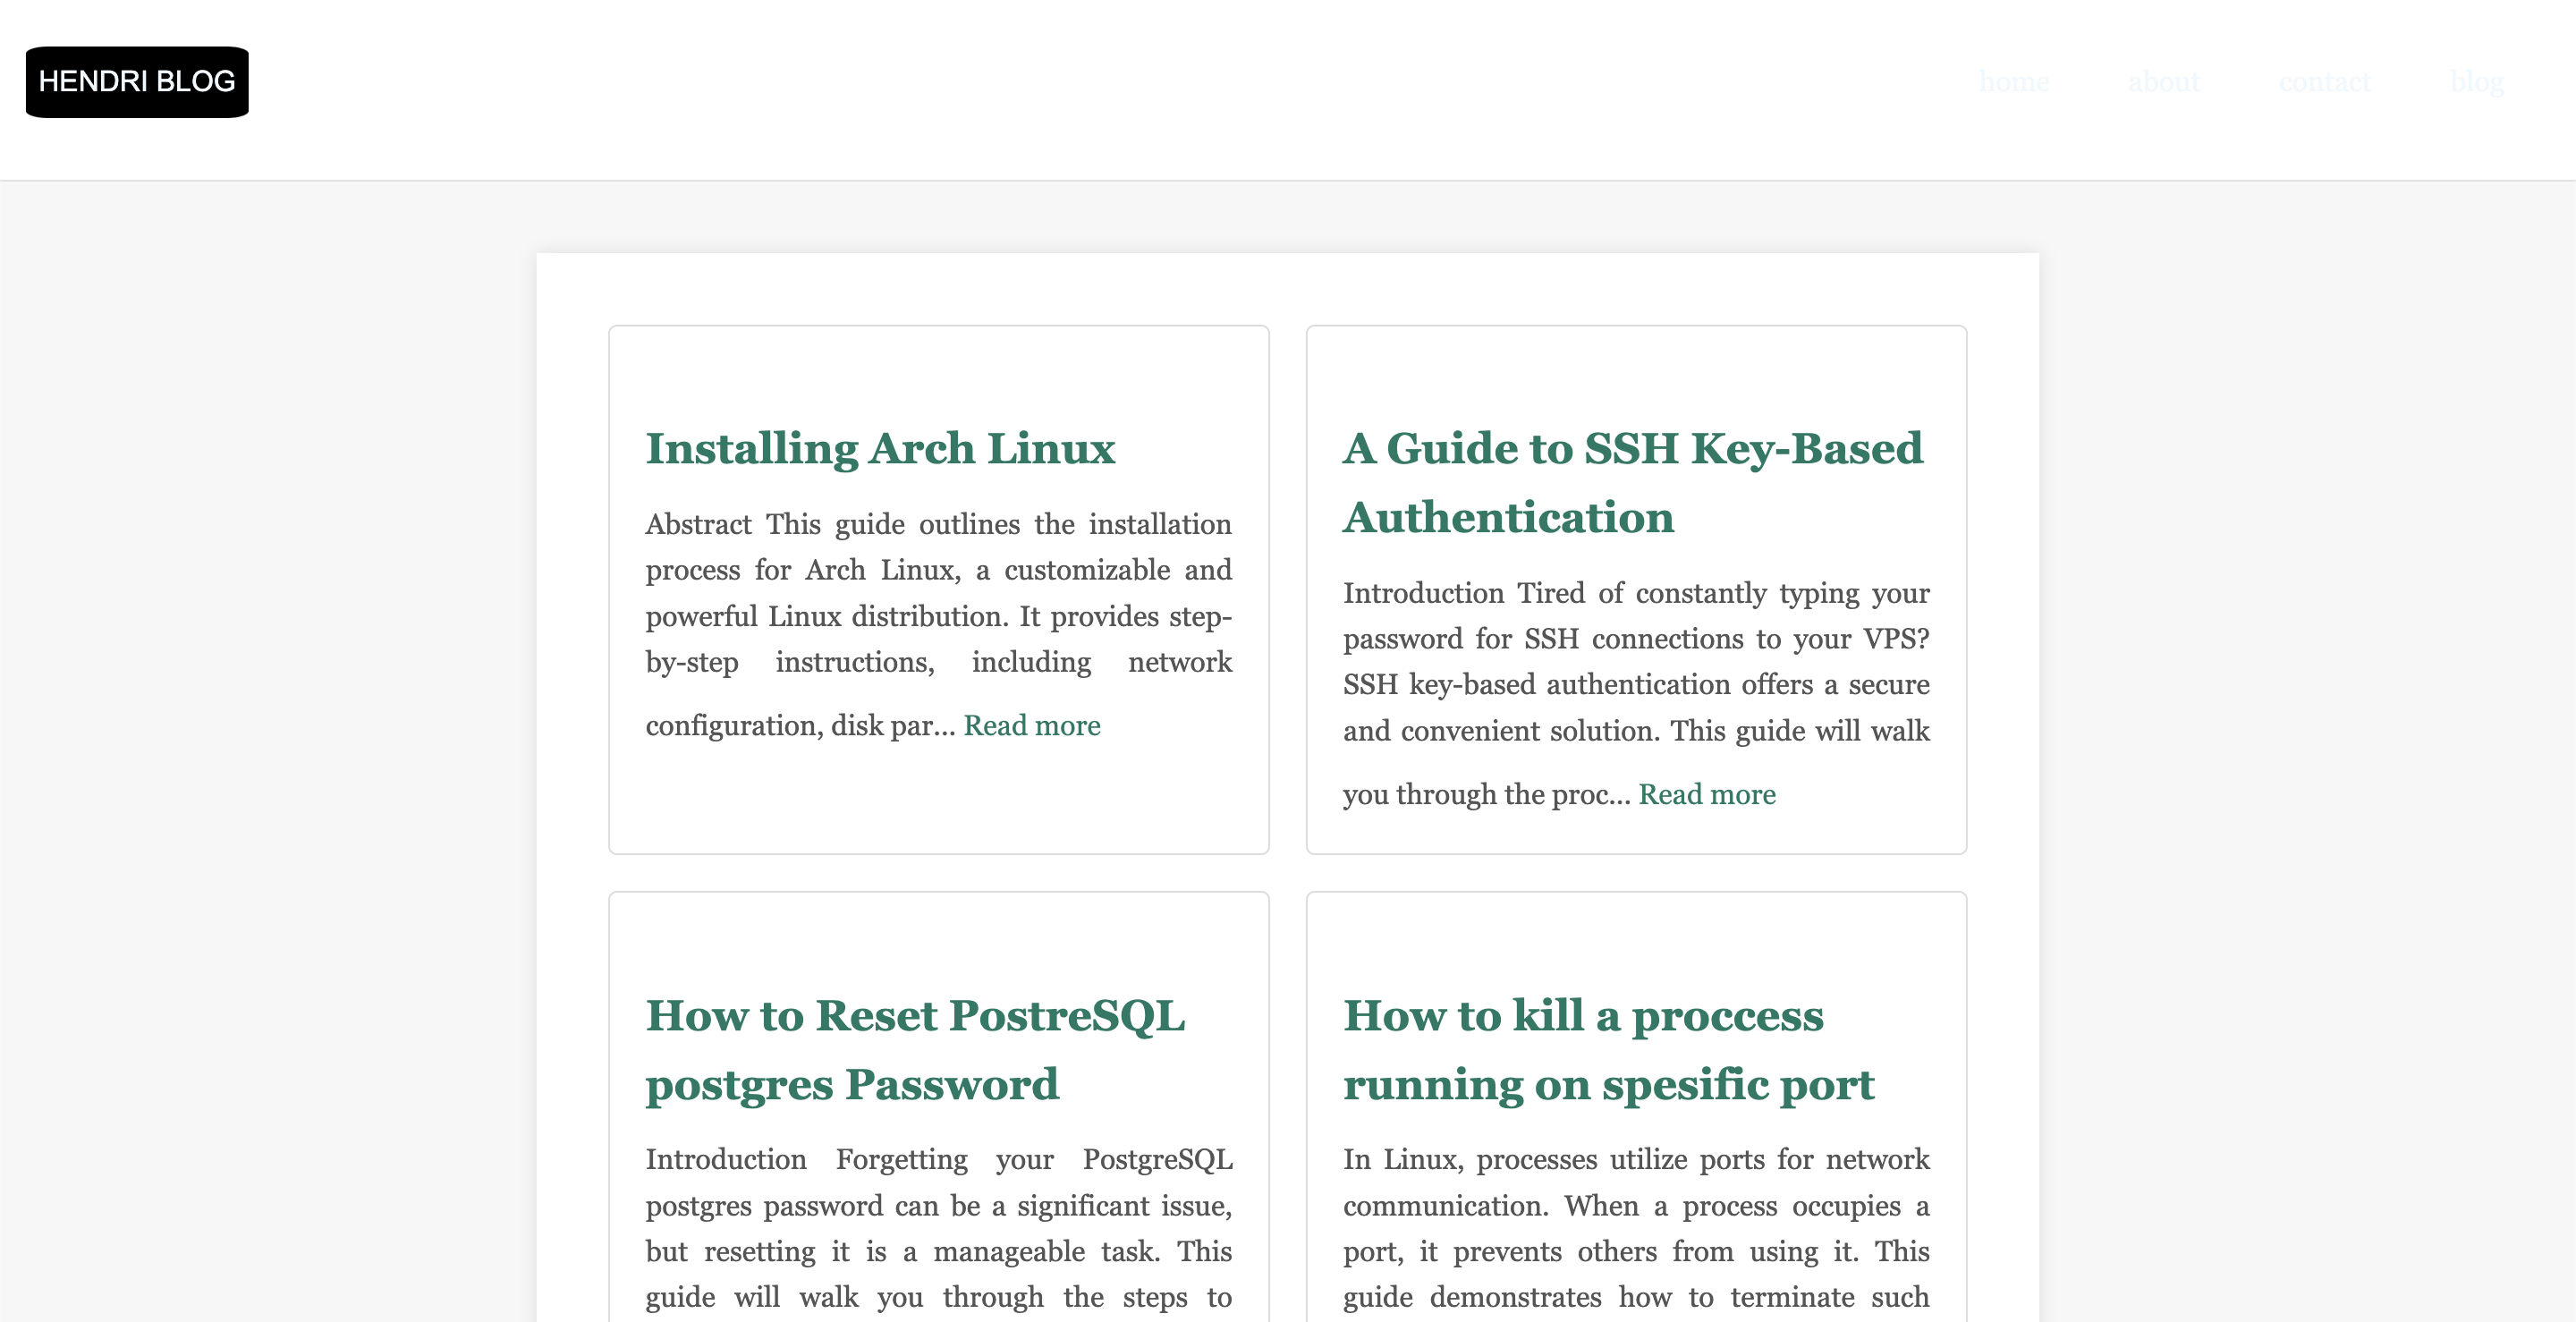 HENDRI BLOG
home about contact blog
Installing Arch Linux
Abstract This guide outlines the installation
process for Arch Linux, a customizable and
powerful Linux distribution. It provides step-
by-step instructions, including network
configuration, disk par... Read more
A Guide to SSH Key-Based
Authentication
Introduction Tired of constantly typing your
password for SSH connections to your VPS?
SSH key-based authentication offers a secure
and convenient solution. This guide will walk
you through the proc... Read more
How to Reset PostreSQL
postgres Password
Introduction Forgetting your PostgreSQL
postgres password can be a significant issue,
but resetting it is a manageable task. This
guide will walk you through the steps to
How to kill a proccess
running on spesific port
In Linux, processes utilize ports for network
communication. When a process occupies a
port, it prevents others from using it. This
guide demonstrates how to terminate such